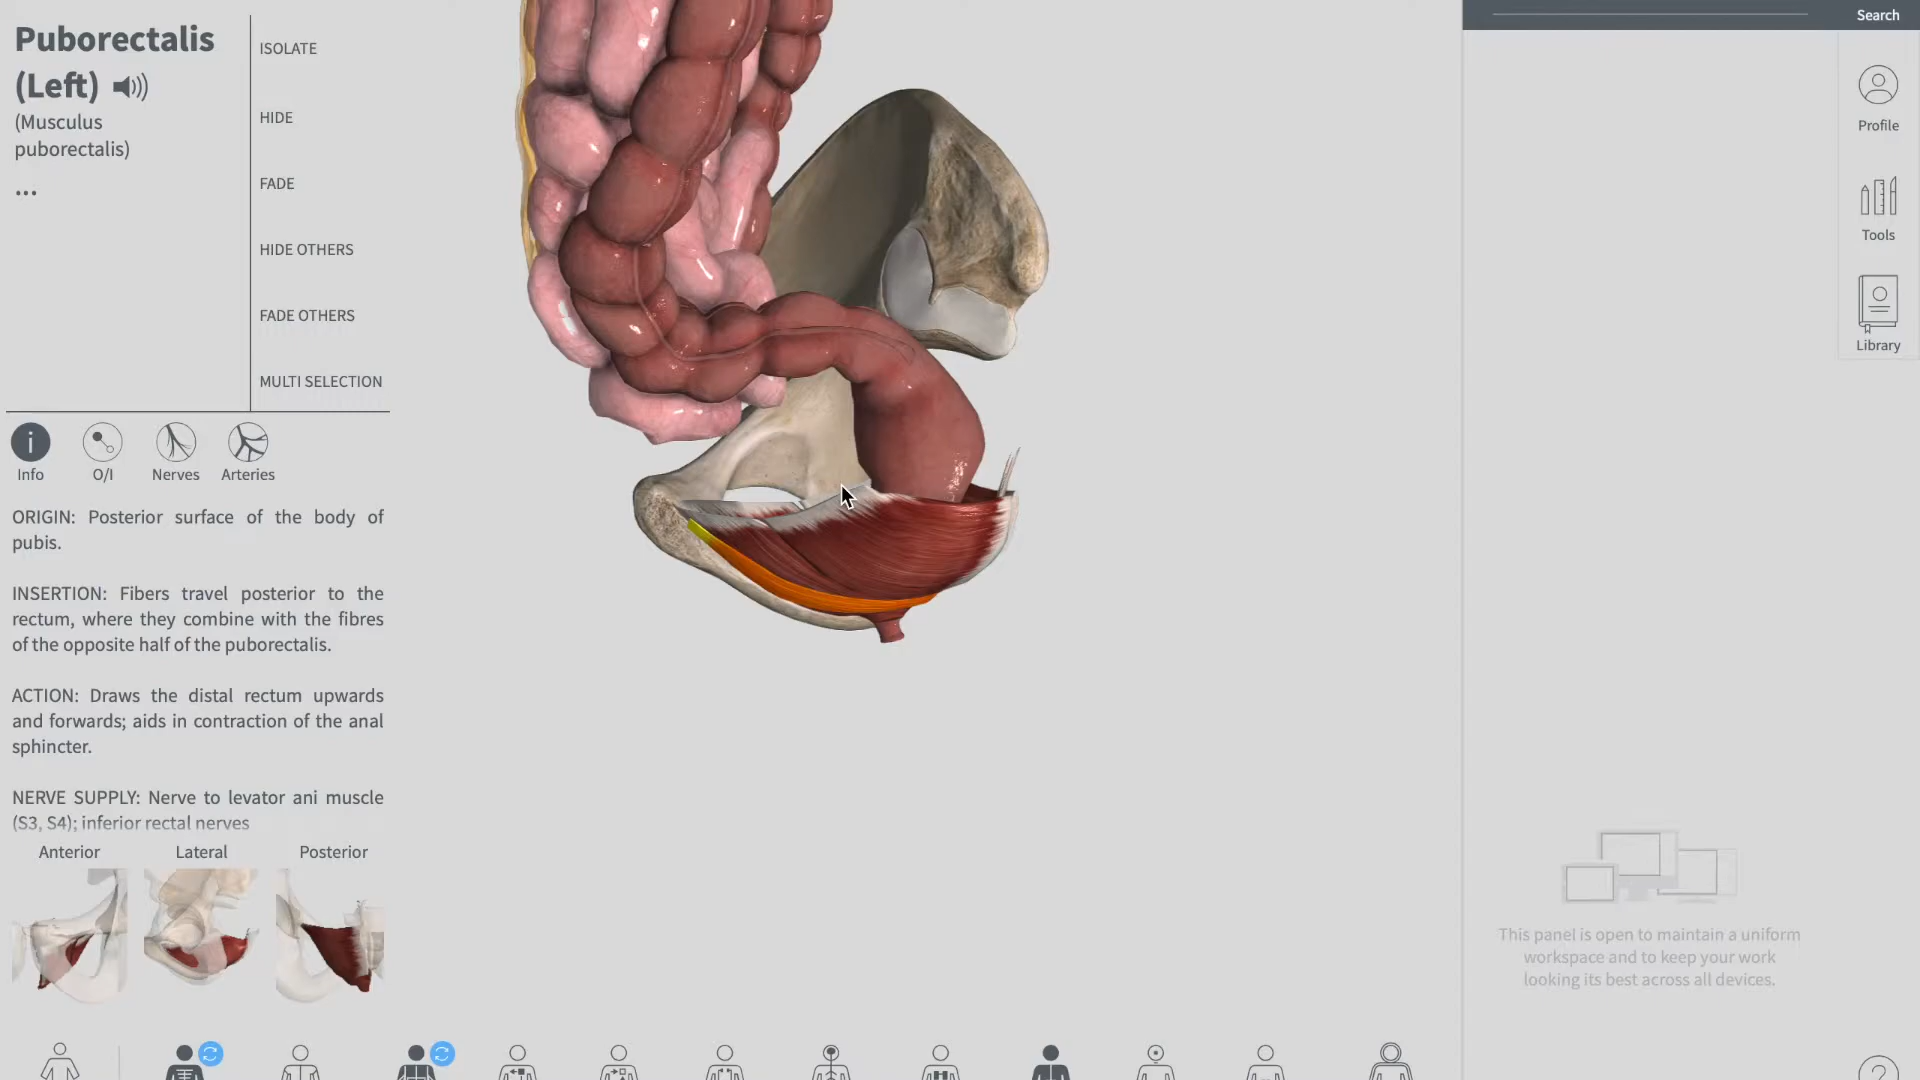 Puborectalis
(Left)
(Musculus
puborectalis)
...
ISOLATE
HIDE
FADE
HIDE OTHERS
FADE OTHERS
MULTI SELECTION
i
Info
O/I
Nerves
Arteries
ORIGIN: Posterior surface of the body of
pubis.
INSERTION: Fibers travel posterior to the
rectum, where they combine with the fibres
of the opposite half of the puborectalis.
ACTION: Draws the distal rectum upwards
and forwards; aids in contraction of the anal
sphincter.
NERVE SUPPLY: Nerve to levator ani muscle
(S3, S4); inferior rectal nerves
Anterior
Lateral
Posterior
Search
Profile
Tools
Library
This panel is open to maintain a uniform
workspace and to keep your work
looking its best across all devices.
?